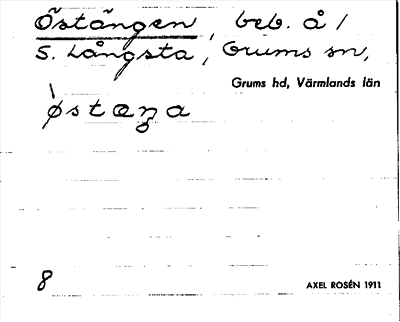 Östängen, beb. å /
S. Långsta, Grums sn,
Grums hd, Värmlands län
østæŋa
8
AXEL ROSÉN 1911